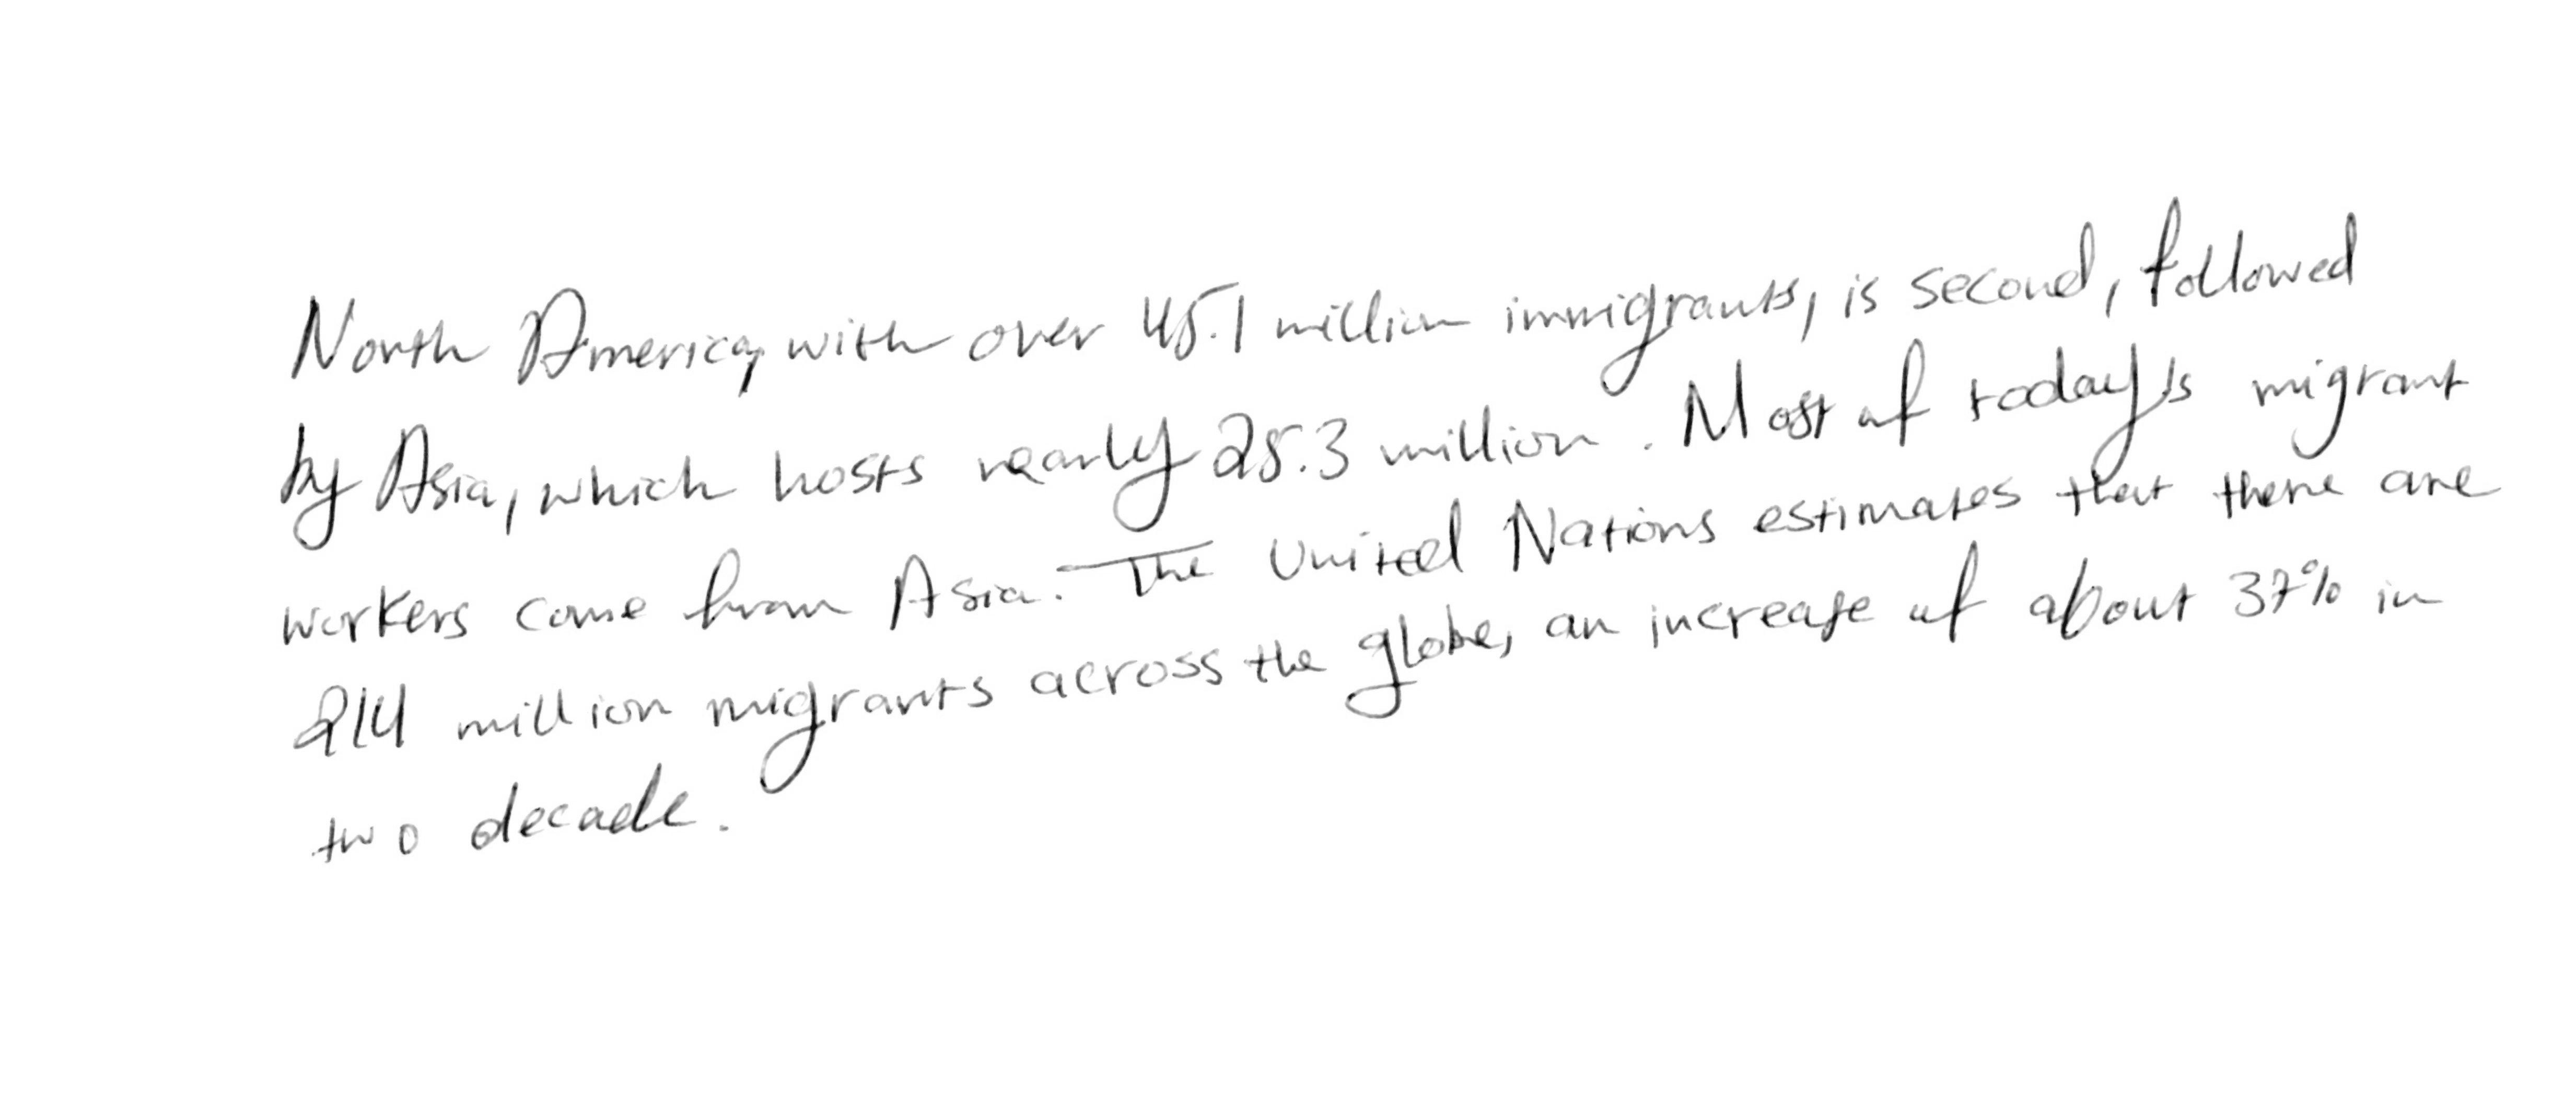 North America, with over 45.1 million immigrants, is second, followed
by Asia, which hosts nearly 25.3 million. Most of today's migrant
workers come from Asia. The United Nations estimates that there are
214 million migrants across the globe, an increase of about 37% in
two decade.